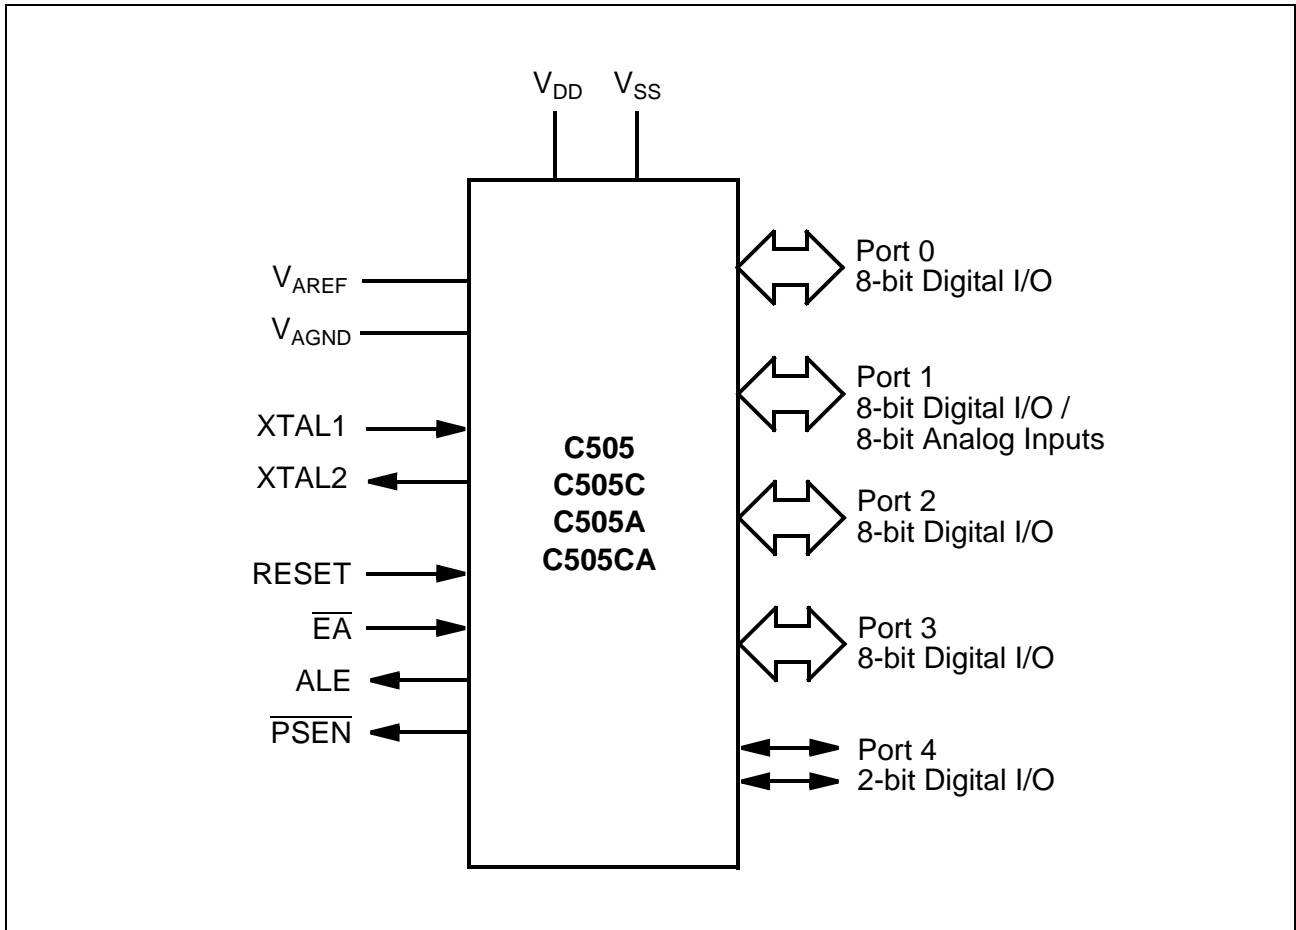 VDD VSS
VAREF
VAGND
XTAL1
XTAL2
RESET
EA
ALE
PSEN
C505
C505C
C505A
C505CA
Port 0
8-bit Digital I/O
Port 1
8-bit Digital I/O /
8-bit Analog Inputs
Port 2
8-bit Digital I/O
Port 3
8-bit Digital I/O
Port 4
2-bit Digital I/O